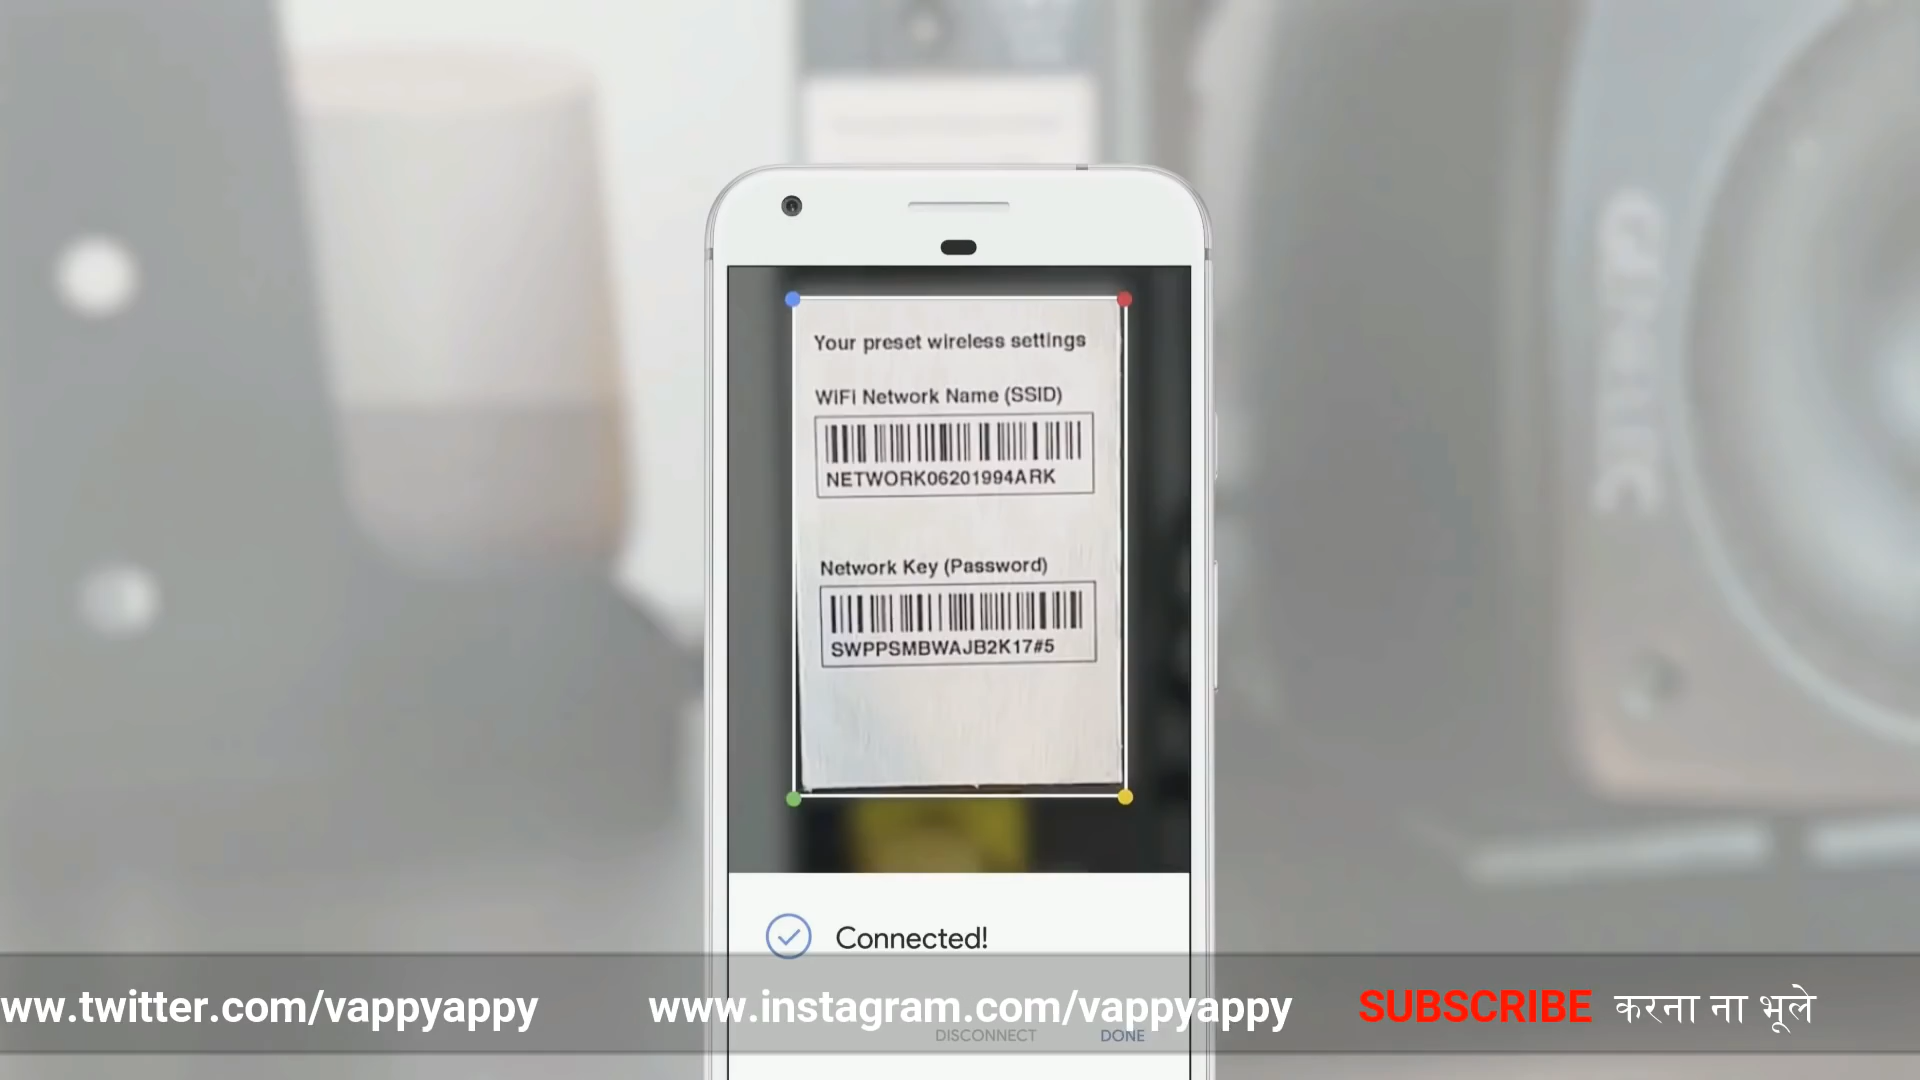 Your preset wireless settings
WiFi Network Name (SSID)
NETWORK06201994ARK
Network Key (Password)
SWPPSMBWAJB2K17#5
GENELEC
Connected!
ww.twitter.com/vappyappy www.instagram.com/vappyappy SUBSCRIBE करना ना भूले
DISCONNECT DONE